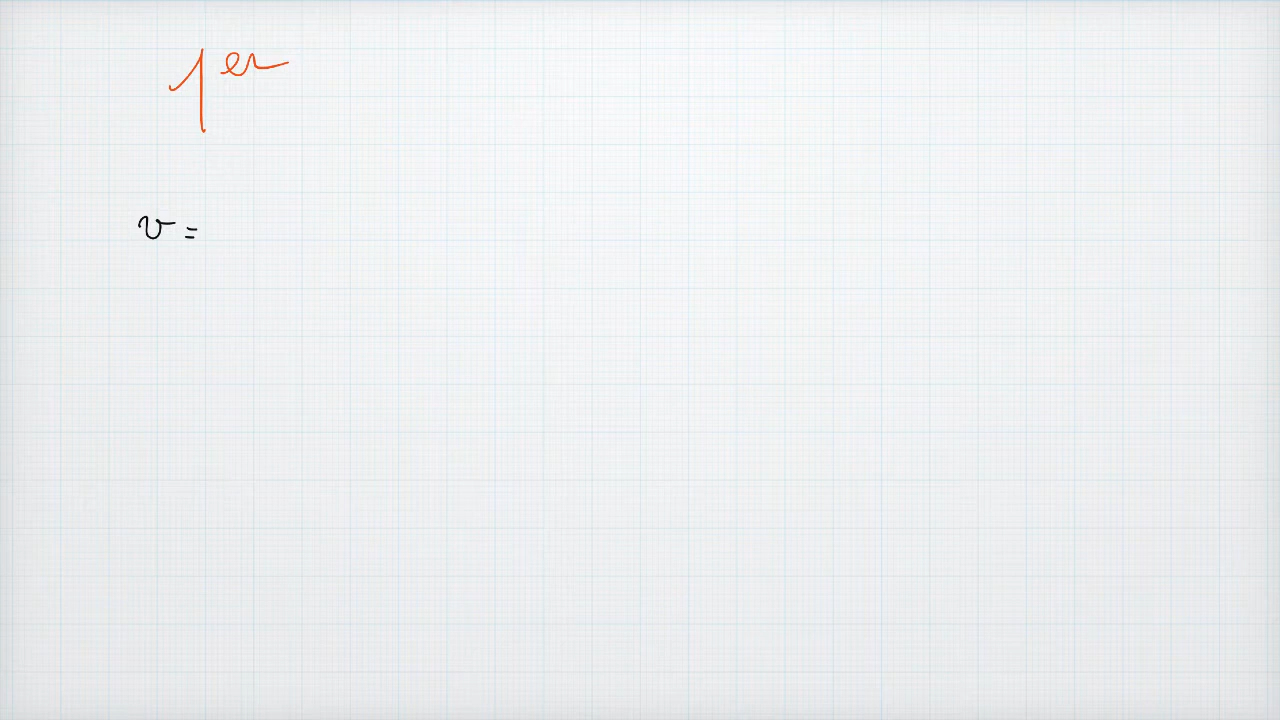 1er
v =